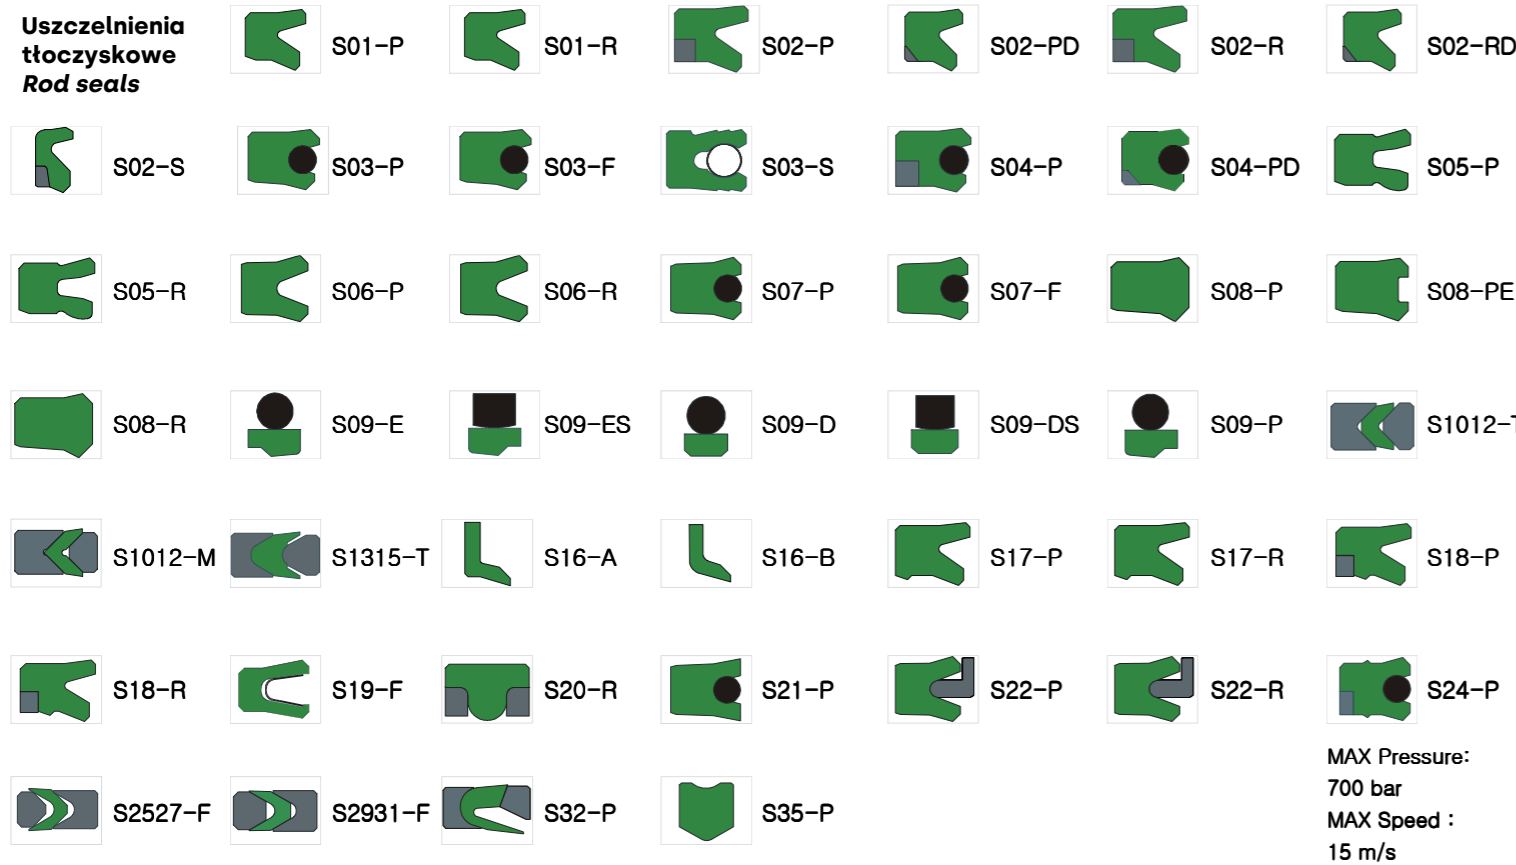 Uszczelnienia
tłoczyskowe
Rod seals
S01-P
S01-R
S02-P
S02-PD
S02-R
S02-RD
S02-S
S03-P
S03-F
S03-S
S04-P
S04-PD
S05-P
S05-R
S06-P
S06-R
S07-P
S07-F
S08-P
S08-PE
S08-R
S09-E
S09-ES
S09-D
S09-DS
S09-P
S1012-T
S1012-M
S1315-T
S16-A
S16-B
S17-P
S17-R
S18-P
S18-R
S19-F
S20-R
S21-P
S22-P
S22-R
S24-P
S2527-F
S2931-F
S32-P
S35-P
MAX Pressure:
700 bar
MAX Speed :
15 m/s